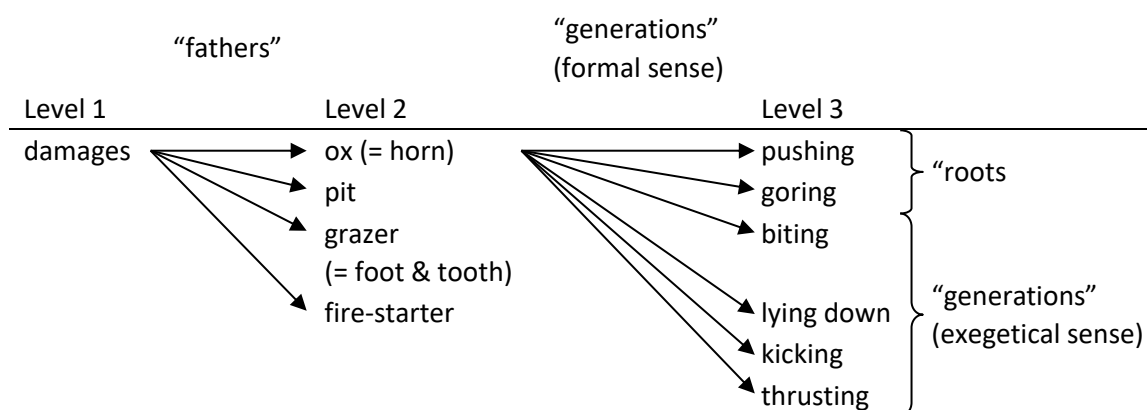 “fathers”
“generations”
(formal sense)
Level 1 Level 2 Level 3
damages ox (= horn) pushing
pit goring
“roots
grazer biting
(= foot & tooth)
fire-starter lying down
“generations”
(exegetical sense)
kicking
thrusting